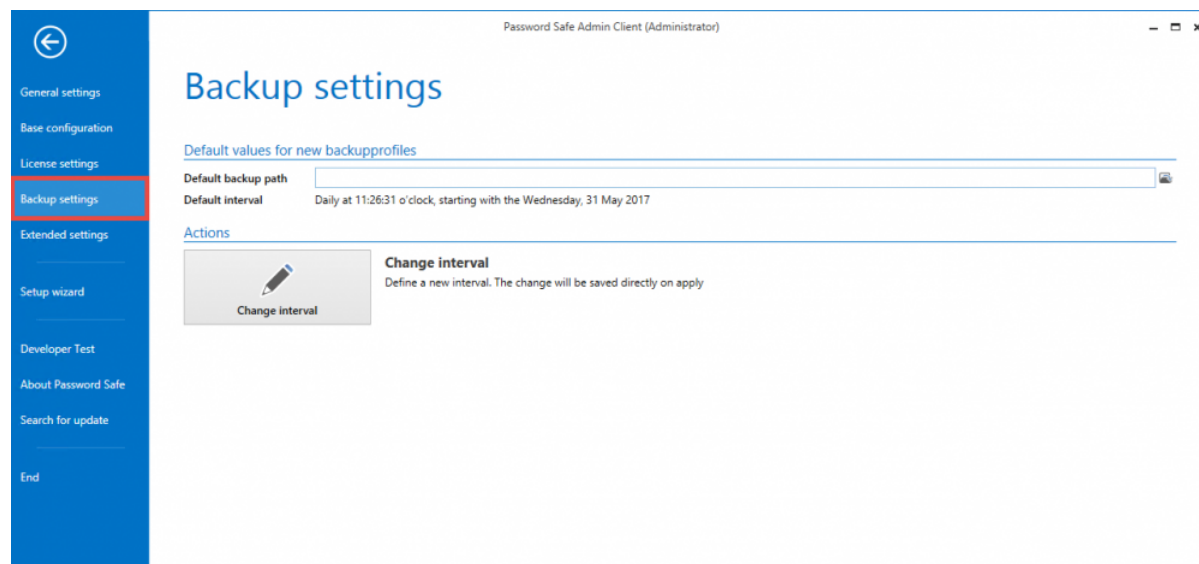 Password Safe Admin Client (Administrator)
General settings
Base configuration
License settings
Backup settings
Extended settings
Setup wizard
Developer Test
About Password Safe
Search for update
End
Backup settings
Default values for new backupprofiles
Default backup path
Default interval Daily at 11:26:31 o'clock, starting with the Wednesday, 31 May 2017
Actions
Change interval
Change interval
Define a new interval. The change will be saved directly on apply